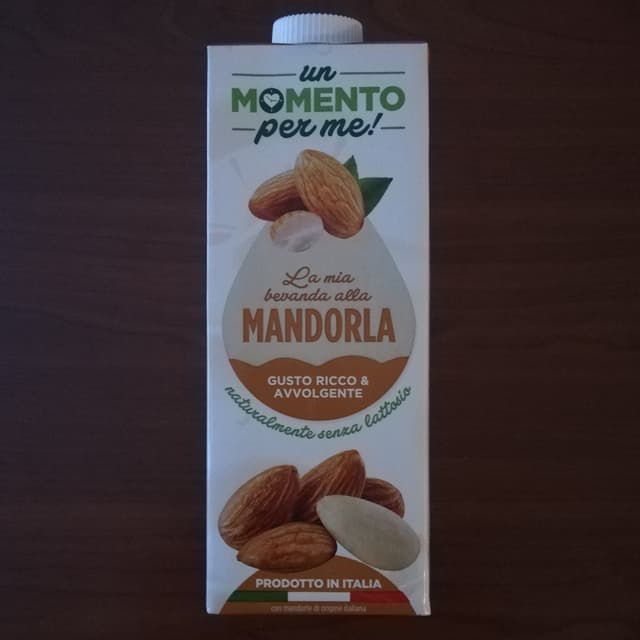 un
MOMENTO
per me!
La mia
bevanda alla
MANDORLA
GUSTO RICCO &
AVVOLGENTE
naturalmente senza lattosio
PRODOTTO IN ITALIA
con mandorle di origine italiana